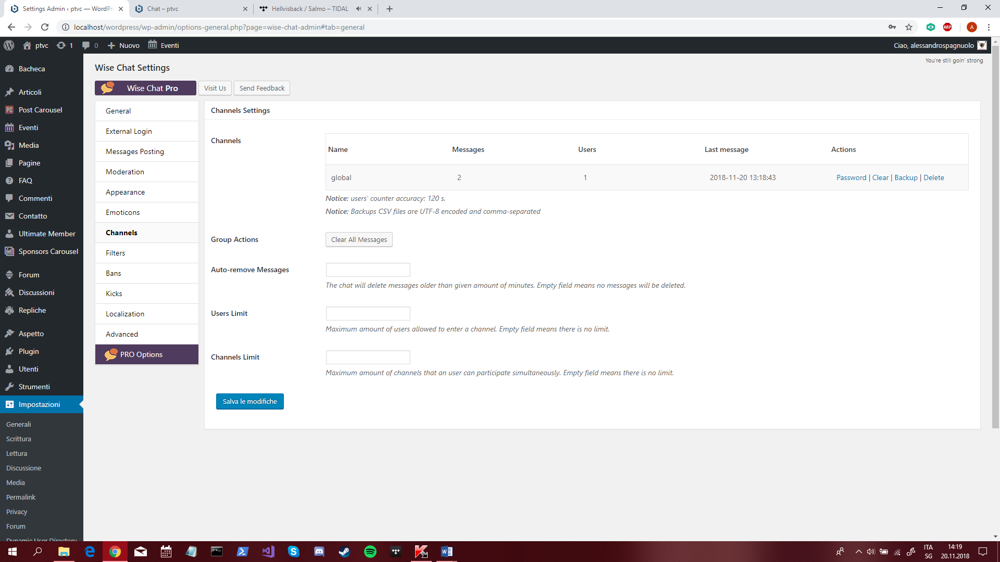 Settings Admin ‹ ptvc — WordPr
Chat – ptvc
Hellvisback / Salmo – TIDAL
localhost/wordpress/wp-admin/options-general.php?page=wise-chat-admin#tab=general
ABP
A
ptvc
1
0
Nuovo
Eventi
Ciao, alessandrospagnuolo
You're still goin' strong
Bacheca
Articoli
PC Post Carousel
Eventi
Media
Pagine
FAQ
Commenti
Contatto
Ultimate Member
Sponsors Carousel
Forum
Discussioni
Repliche
Aspetto
Plugin
Utenti
Strumenti
Impostazioni
Generali
Scrittura
Lettura
Discussione
Media
Permalink
Privacy
Forum
Dynamic User Directory
Wise Chat Settings
Wise Chat Pro
Visit Us
Send Feedback
General
External Login
Messages Posting
Moderation
Appearance
Emoticons
Channels
Filters
Bans
Kicks
Localization
Advanced
PRO Options
Channels Settings
Channels
Name Messages Users Last message Actions
global 2 1 2018-11-20 13:18:43 Password | Clear | Backup | Delete
Notice: users' counter accuracy: 120 s.
Notice: Backups CSV files are UTF-8 encoded and comma-separated
Group Actions
Clear All Messages
Auto-remove Messages
The chat will delete messages older than given amount of minutes. Empty field means no messages will be deleted.
Users Limit
Maximum amount of users allowed to enter a channel. Empty field means there is no limit.
Channels Limit
Maximum amount of channels that an user can participate simultaneously. Empty field means there is no limit.
Salva le modifiche
ITA
SG
14:19
20.11.2018